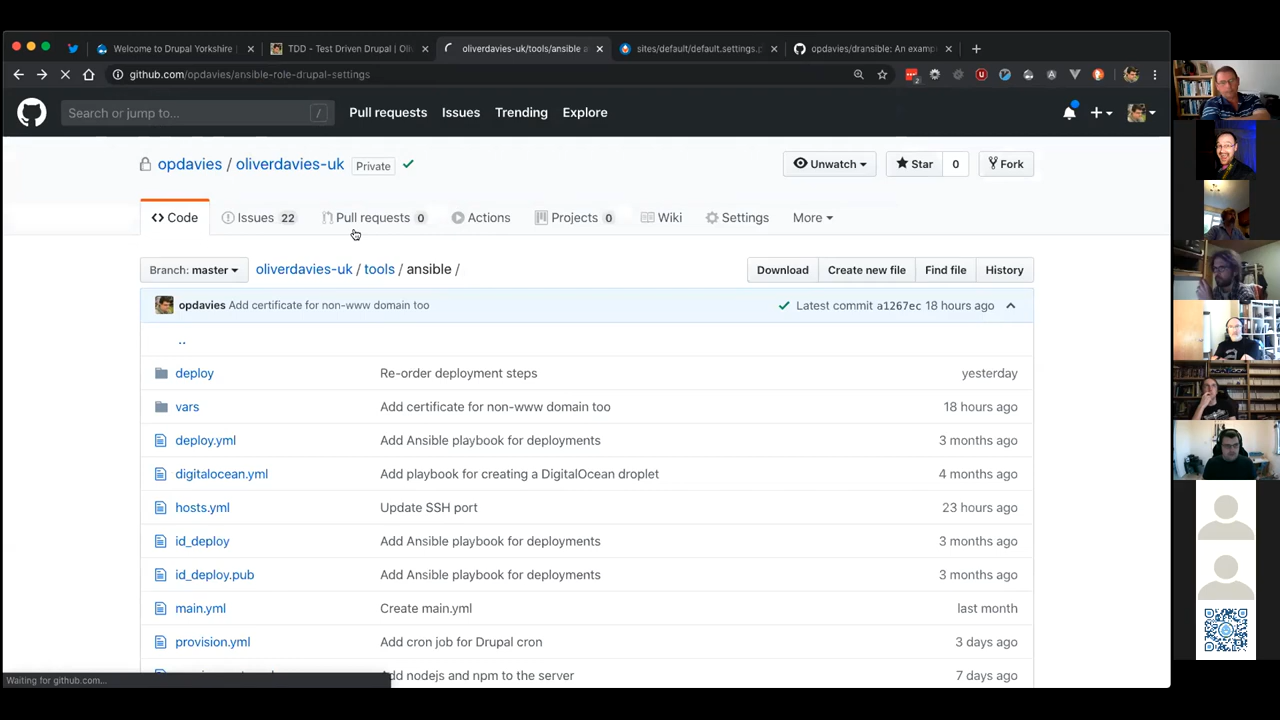 Welcome to Drupal Yorkshire
TDD - Test Driven Drupal | Oli
oliverdavies-uk/tools/ansible a
sites/default/default.settings.p
opdavies/dransible: An exampl
github.com/opdavies/ansible-role-drupal-settings
2
Search or jump to...
/
Pull requests
Issues
Trending
Explore
opdavies / oliverdavies-uk
Private
Unwatch
Star 0
Fork
Code
Issues 22
Pull requests 0
Actions
Projects 0
Wiki
Settings
More
Branch: master
oliverdavies-uk / tools / ansible /
Download
Create new file
Find file
History
opdavies Add certificate for non-www domain too
Latest commit a1267ec 18 hours ago
..
deploy Re-order deployment steps yesterday
vars Add certificate for non-www domain too 18 hours ago
deploy.yml Add Ansible playbook for deployments 3 months ago
digitalocean.yml Add playbook for creating a DigitalOcean droplet 4 months ago
hosts.yml Update SSH port 23 hours ago
id_deploy Add Ansible playbook for deployments 3 months ago
id_deploy.pub Add Ansible playbook for deployments 3 months ago
main.yml Create main.yml last month
provision.yml Add cron job for Drupal cron 3 days ago
dd nodejs and npm to the server 7 days ago
Waiting for github.com...